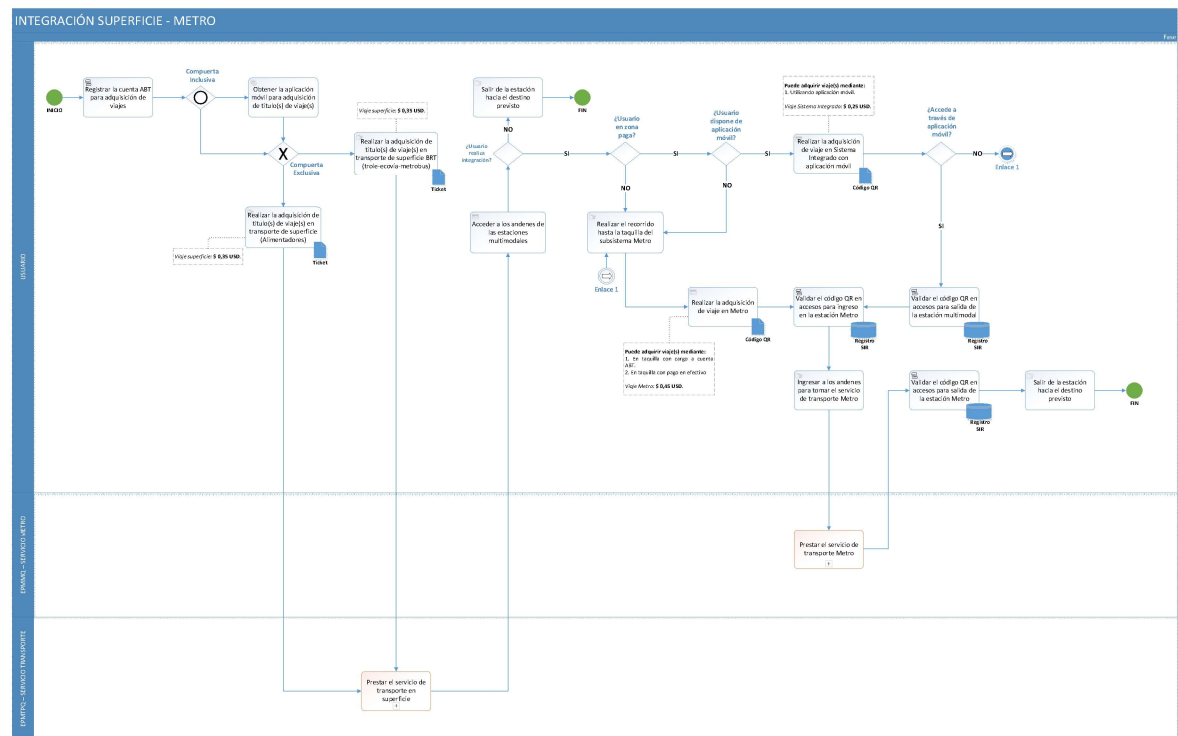 INTEGRACIÓN SUPERFICIE - METRO
Fase
USUARIO
EPMMQ – SERVICIO METRO
EPMTPQ – SERVICIO TRANSPORTE
INICIO
Registrar la cuenta ABT
para adquisición de
viajes
Compuerta
inclusiva
Obtener la aplicación
móvil para adquisición
de título(s) de viaje(s)
X
Compuerta
Exclusiva
Viaje superficie: $ 0,35 USD.
Realizar la adquisición de
título(s) de viaje(s) en
transporte de superficie BRT
(trole-ecovía-metrobus)
Ticket
Realizar la adquisición de
título(s) de viaje(s) en
transporte de superficie
(Alimentadores)
Viaje superficie: $ 0,35 USD.
Ticket
Salir de la estación
hacia el destino
previsto
FIN
NO
¿Usuario
realiza
integración?
SI
Acceder a los andenes de
las estaciones
multimodales
¿Usuario
en zona
paga?
SI
NO
¿Usuario
dispone de
aplicación
móvil?
SI
NO
Puede adquirir viaje(s) mediante:
1. Utilizando aplicación móvil.
Viaje Sistema Integrado: $ 0,25 USD.
Realizar la adquisición
de viaje en Sistema
Integrado con
aplicación móvil
Código QR
¿Accede a
través de
aplicación
móvil?
NO
Enlace 1
SI
Realizar el recorrido
hasta la taquilla del
subsistema Metro
Enlace 1
Realizar la adquisición
de viaje en Metro
Código QR
Puede adquirir viaje(s) mediante:
1. En taquilla con cargo a cuenta
ABT.
2. En taquilla con pago en efectivo
Viaje Metro: $ 0,45 USD.
Validar el código QR en
accesos para ingreso
en la estación Metro
Registro
SIR
Validar el código QR en
accesos para salida de
la estación multimodal
Registro
SIR
Ingresar a los andenes
para tomar el servicio
de transporte Metro
Validar el código QR en
accesos para salida de
la estación Metro
Registro
SIR
Salir de la estación
hacia el destino
previsto
FIN
Prestar el servicio de
transporte Metro
Prestar el servicio de
transporte en
superficie